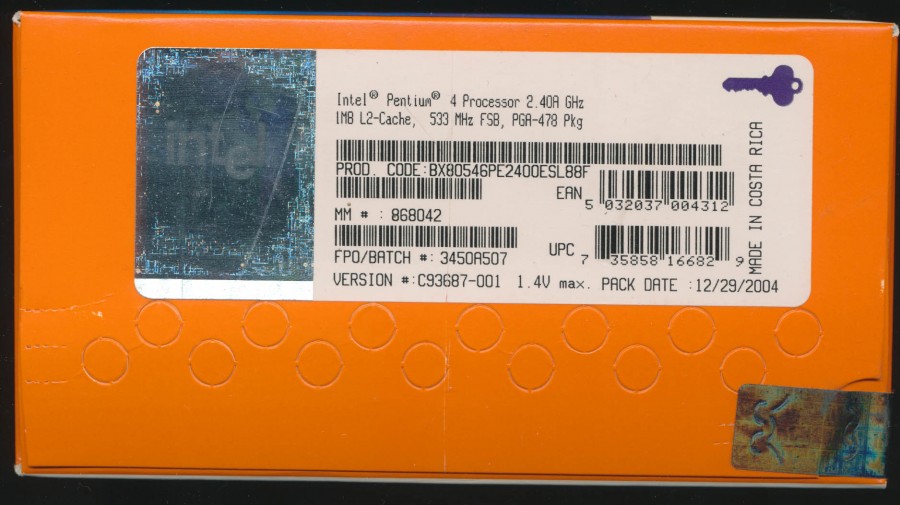 intel
Intel® Pentium® 4 Processor 2.40A GHz
1MB L2-Cache, 533 MHz FSB, PGA-478 Pkg
PROD. CODE:BX80546PE2400ESL88F
EAN
5 032037 004312
MM # : 868042
UPC
7 35858 16682 9
FPO/BATCH #: 3450A507
VERSION #:C93687-001 1.4V max. PACK DATE :12/29/2004
MADE IN COSTA RICA